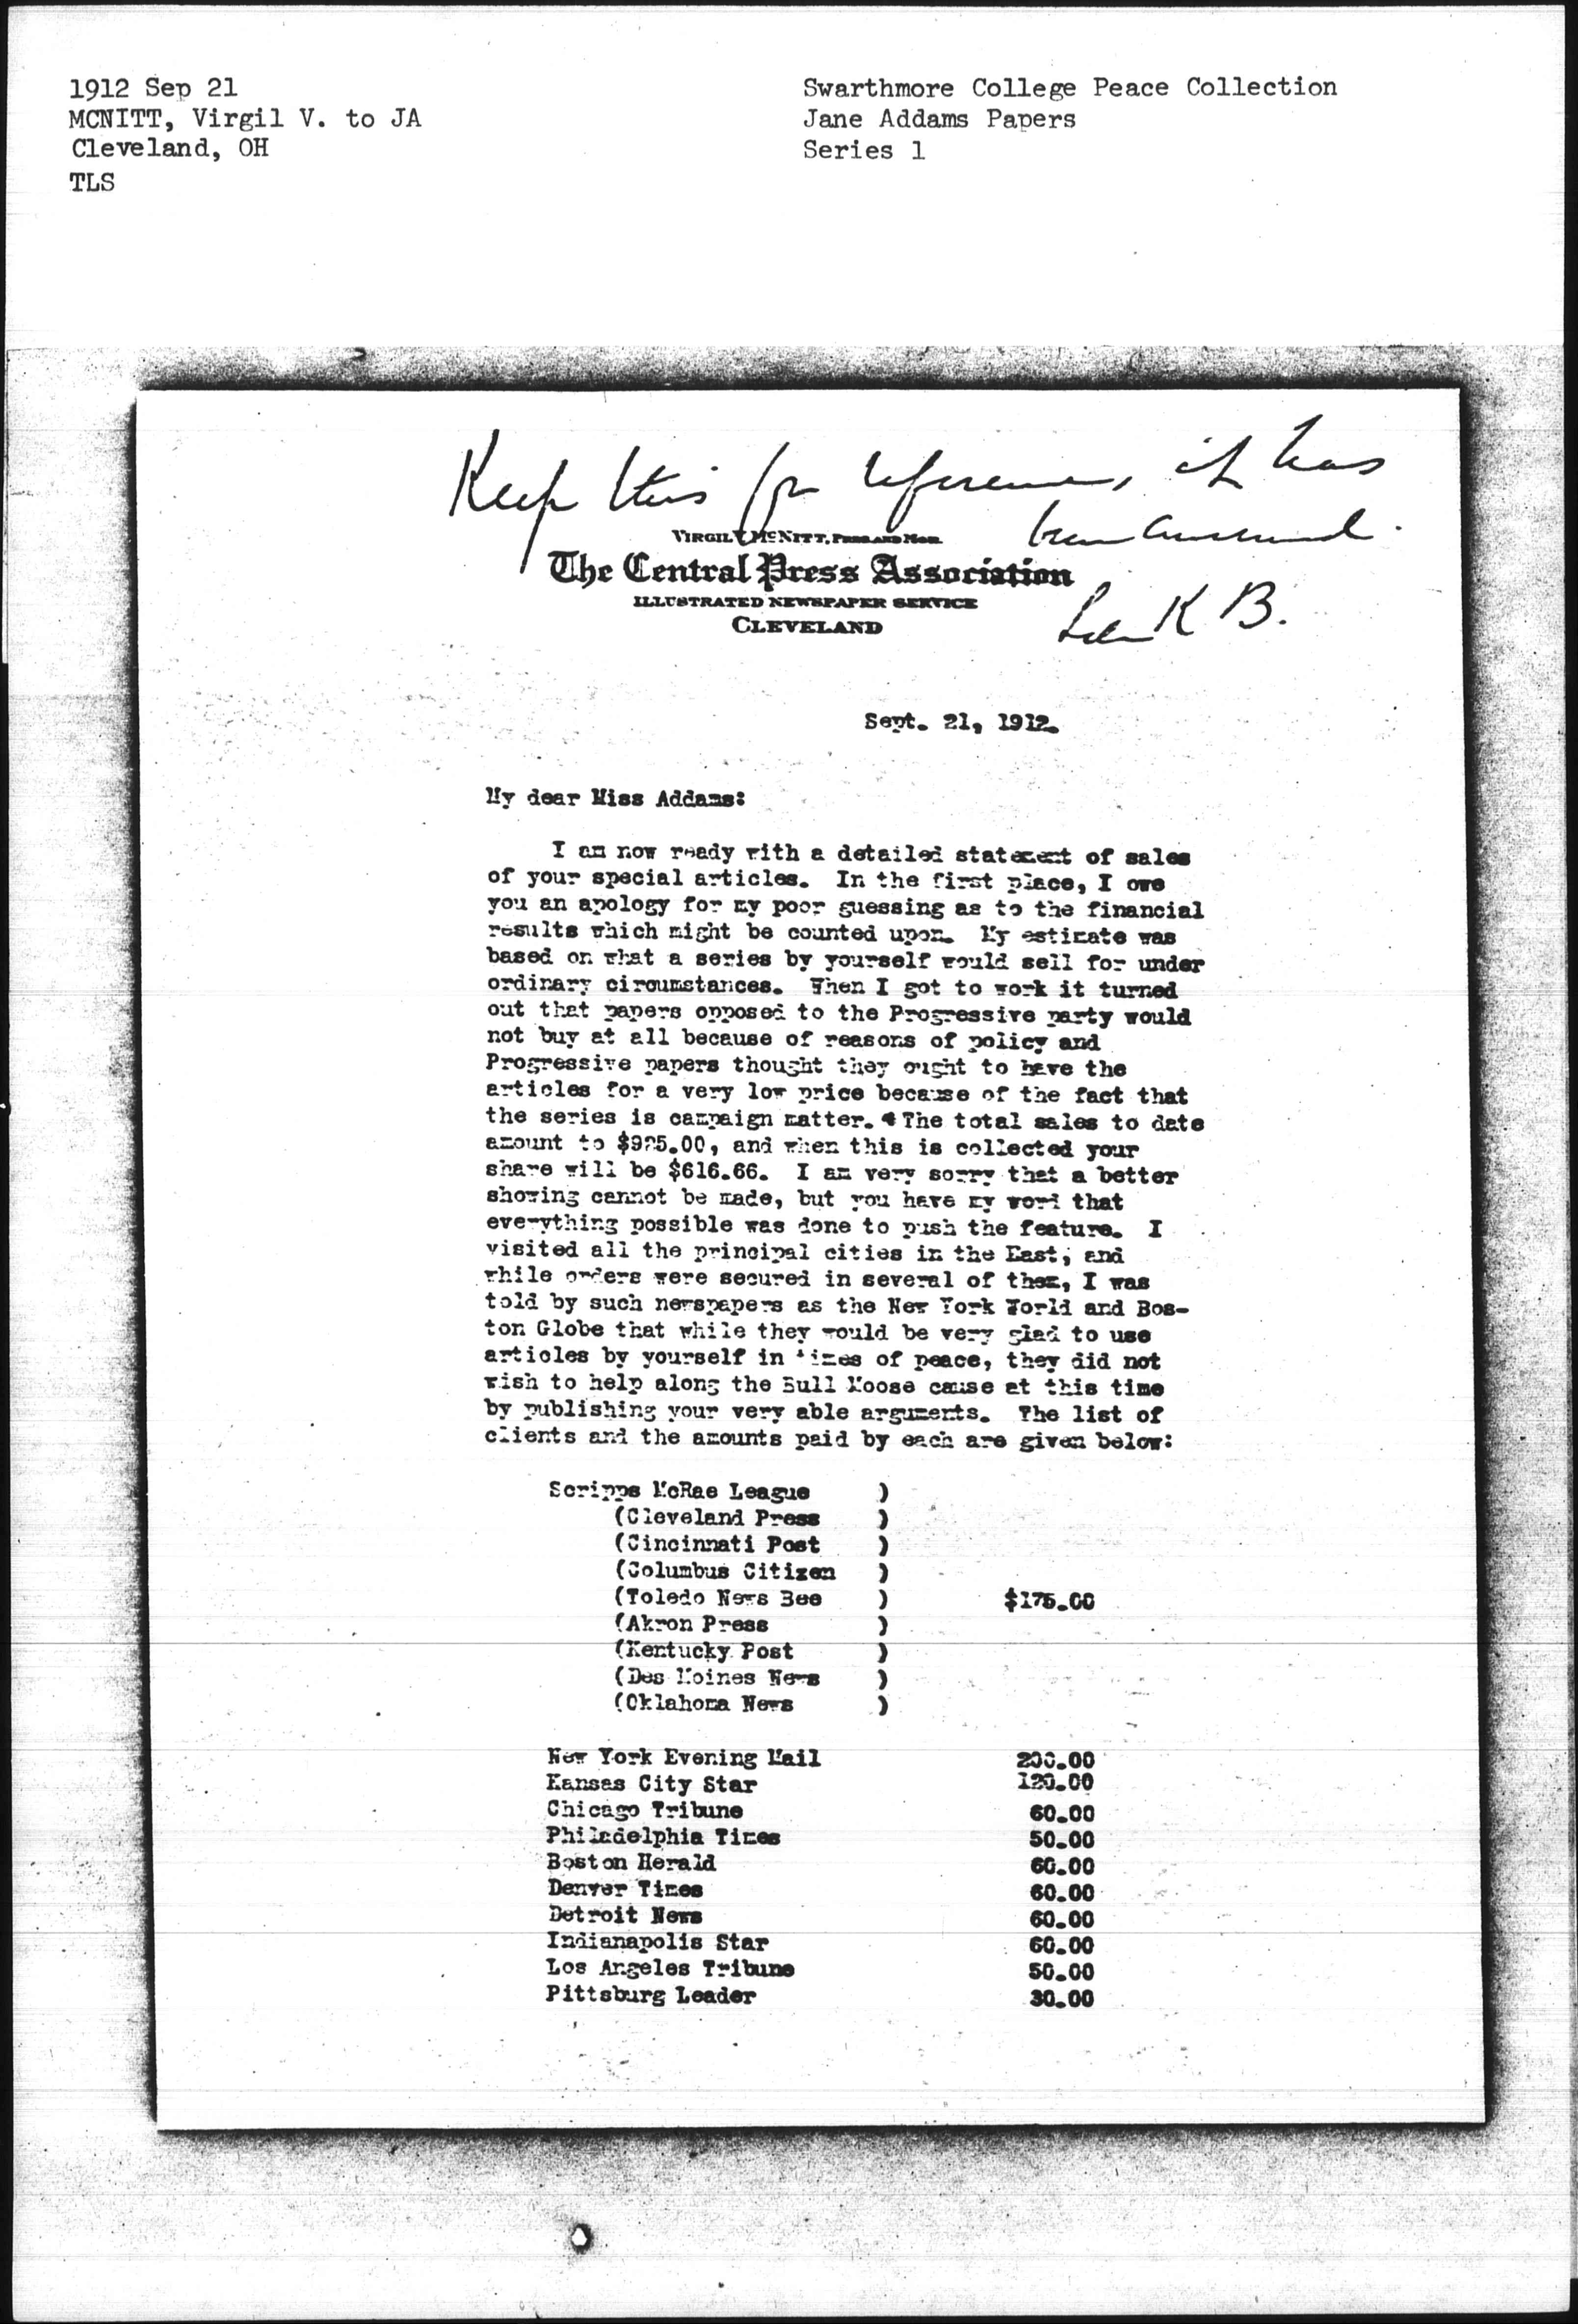 1912 Sep 21
MCNITT, Virgil V. to JA
Cleveland, OH
TLS
Swarthmore College Peace Collection
Jane Addams Papers
Series 1
Keep this for reference, it has
been answered.
VIRGIL V. MCNITT, PRES. AND MGR.
The Central Press Association
ILLUSTRATED NEWSPAPER SERVICE
CLEVELAND
K B.
Sept. 21, 1912.
My dear Miss Addams:
I am now ready with a detailed statement of sales
of your special articles. In the first place, I owe
you an apology for my poor guessing as to the financial
results which might be counted upon. My estimate was
based on what a series by yourself would sell for under
ordinary circumstances. When I got to work it turned
out that papers opposed to the Progressive party would
not buy at all because of reasons of policy and
Progressive papers thought they ought to have the
articles for a very low price because of the fact that
the series is campaign matter. The total sales to date
amount to $925.00, and when this is collected your
share will be $616.66. I am very sorry that a better
showing cannot be made, but you have my word that
everything possible was done to push the feature. I
visited all the principal cities in the East, and
while orders were secured in several of them, I was
told by such newspapers as the New York World and Bos-
ton Globe that while they would be very glad to use
articles by yourself in times of peace, they did not
wish to help along the Bull Moose cause at this time
by publishing your very able arguments. The list of
clients and the amounts paid by each are given below:
Scripps McRae League )
(Cleveland Press )
(Cincinnati Post )
(Columbus Citizen )
(Toledo News Bee ) $175.00
(Akron Press )
(Kentucky Post )
(Des Moines News )
(Oklahoma News )
New York Evening Mail 200.00
Kansas City Star 120.00
Chicago Tribune 60.00
Philadelphia Times 50.00
Boston Herald 60.00
Denver Times 60.00
Detroit News 60.00
Indianapolis Star 60.00
Los Angeles Tribune 50.00
Pittsburg Leader 30.00